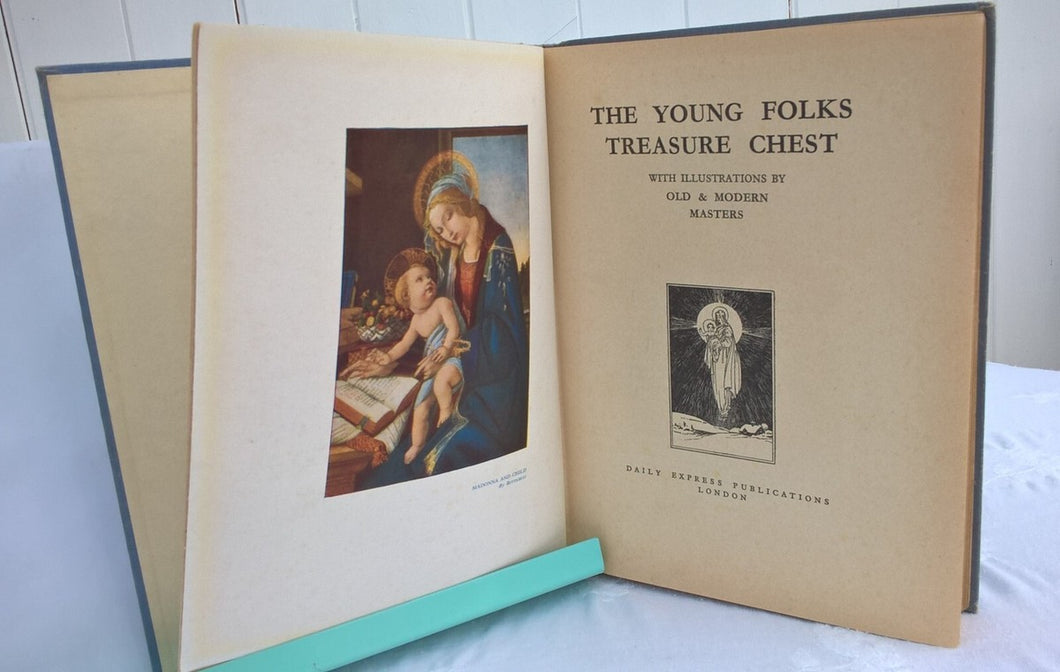 MADONNA AND CHILD
By Botticelli
THE YOUNG FOLKS
TREASURE CHEST
WITH ILLUSTRATIONS BY
OLD & MODERN
MASTERS
DAILY EXPRESS PUBLICATIONS
LONDON